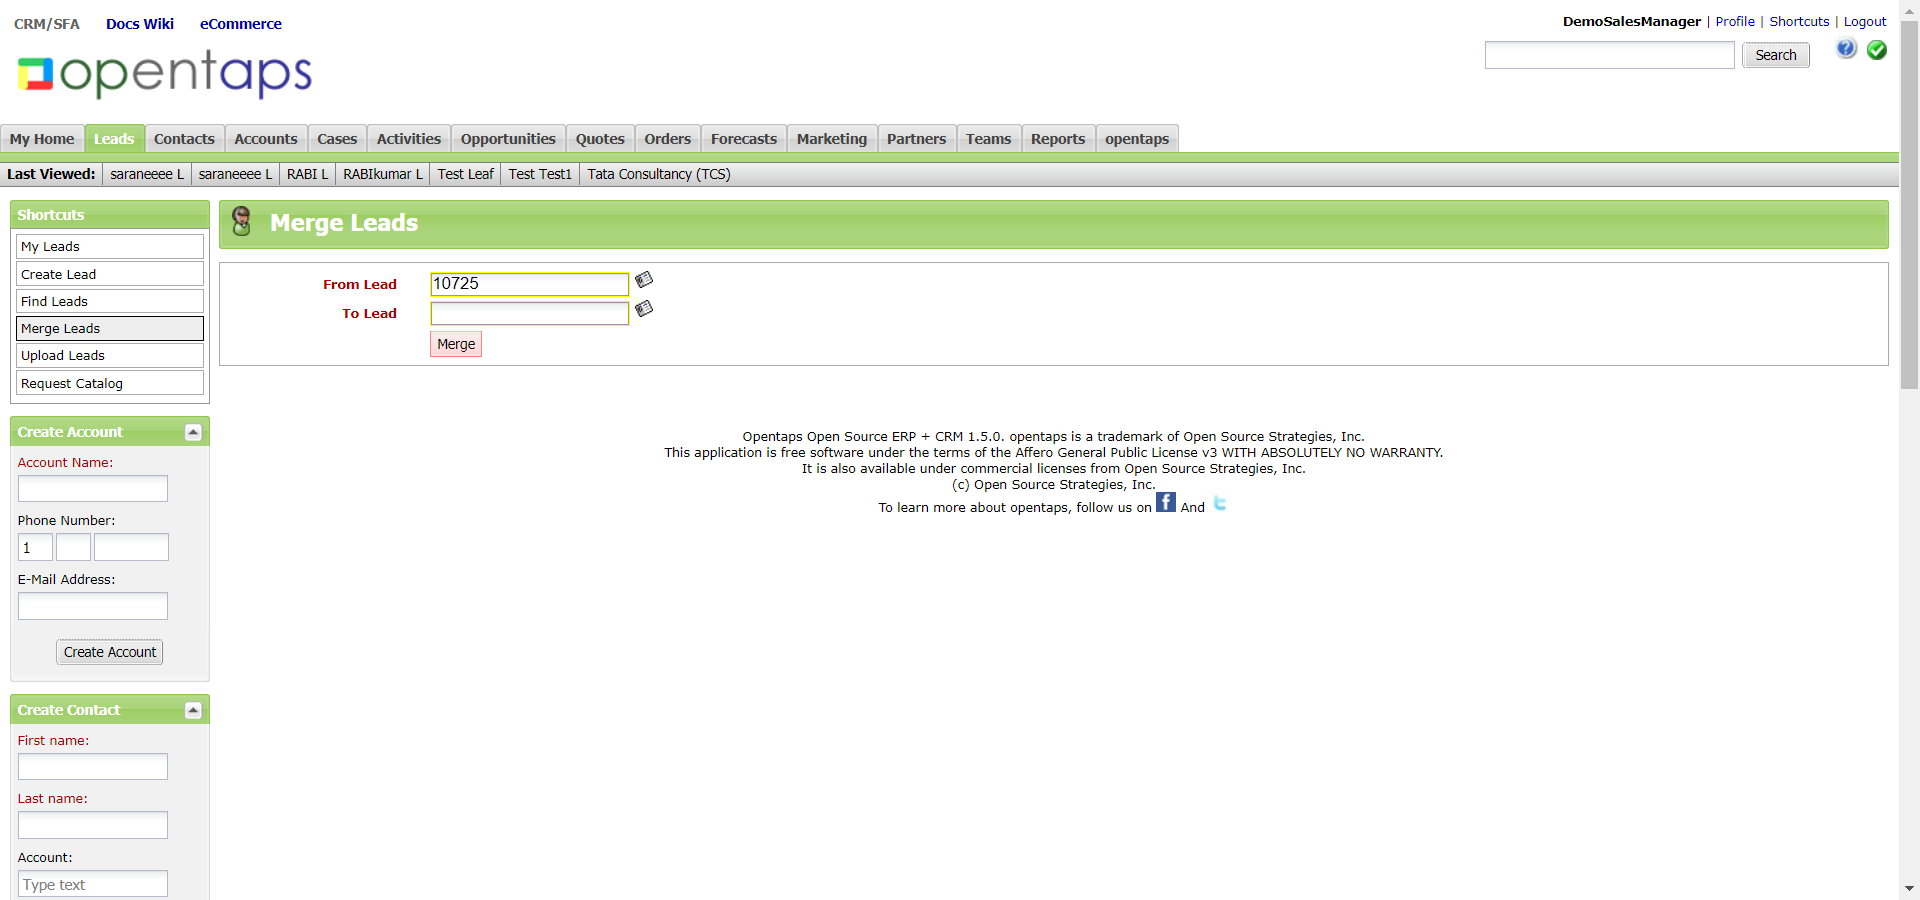 CRM/SFA Docs Wiki eCommerce
DemoSalesManager | Profile | Shortcuts | Logout
opentaps
Search
My Home Leads Contacts Accounts Cases Activities Opportunities Quotes Orders Forecasts Marketing Partners Teams Reports opentaps
Last Viewed: saraneeee L saraneeee L RABI L RABIkumar L Test Leaf Test Test1 Tata Consultancy (TCS)
Shortcuts
My Leads
Create Lead
Find Leads
Merge Leads
Upload Leads
Request Catalog
Merge Leads
From Lead 10725
To Lead
Merge
Create Account
Account Name:
Phone Number:
1
E-Mail Address:
Create Account
Create Contact
First name:
Last name:
Account:
Type text
Opentaps Open Source ERP + CRM 1.5.0. opentaps is a trademark of Open Source Strategies, Inc.
This application is free software under the terms of the Affero General Public License v3 WITH ABSOLUTELY NO WARRANTY.
It is also available under commercial licenses from Open Source Strategies, Inc.
(c) Open Source Strategies, Inc.
To learn more about opentaps, follow us on f And t